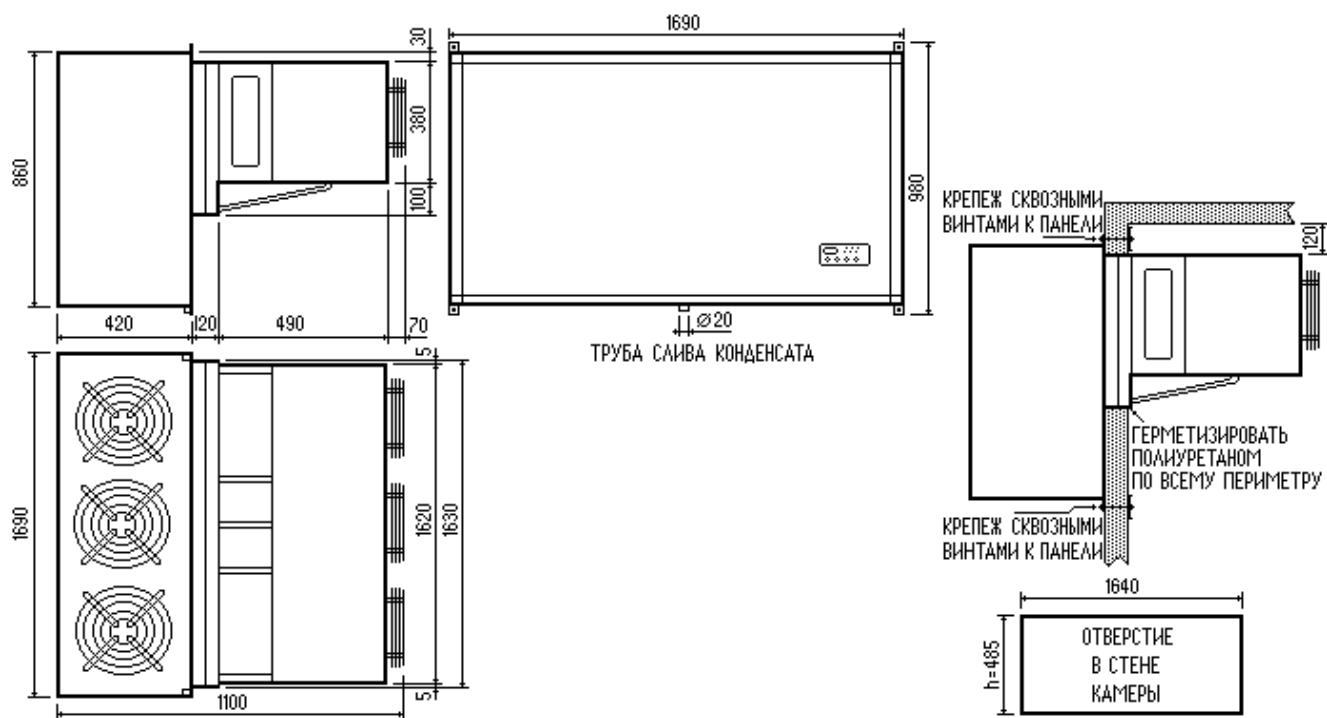 1690
30
380
100
860
420
120
490
70
980
Ø20
ТРУБА СЛИВА КОНДЕНСАТА
КРЕПЕЖ СКВОЗНЫМИ
ВИНТАМИ К ПАНЕЛИ
120
ГЕРМЕТИЗИРОВАТЬ
ПОЛИУРЕТАНОМ
ПО ВСЕМУ ПЕРИМЕТРУ
КРЕПЕЖ СКВОЗНЫМИ
ВИНТАМИ К ПАНЕЛИ
5
1690
1620
1630
5
1100
1640
h=485
ОТВЕРСТИЕ
В СТЕНЕ
КАМЕРЫ